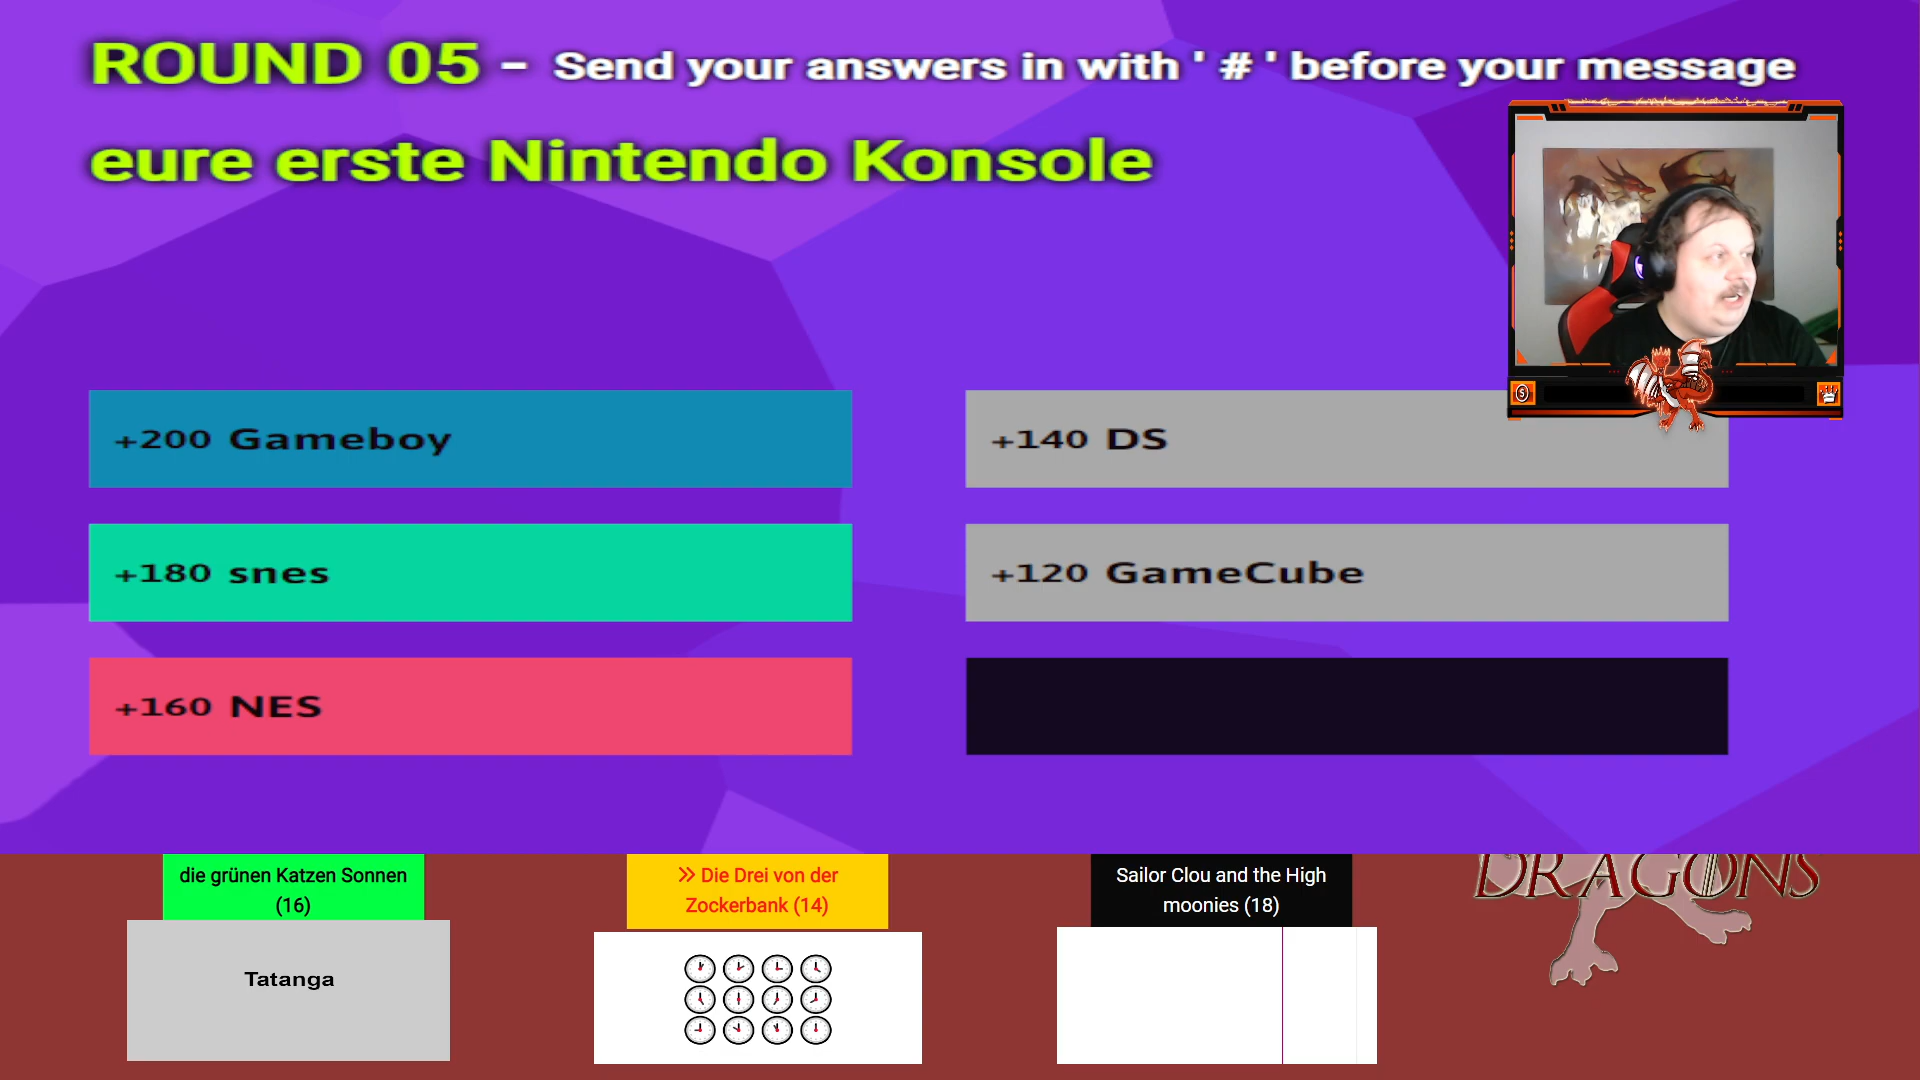 ROUND 05 - Send your answers in with ' # ' before your message
eure erste Nintendo Konsole
+200 Gameboy
+180 snes
+160 NES
+140 DS
+120 GameCube
die grünen Katzen Sonnen
(16)
Tatanga
>> Die Drei von der
Zockerbank (14)
Sailor Clou and the High
moonies (18)
DRAGONS